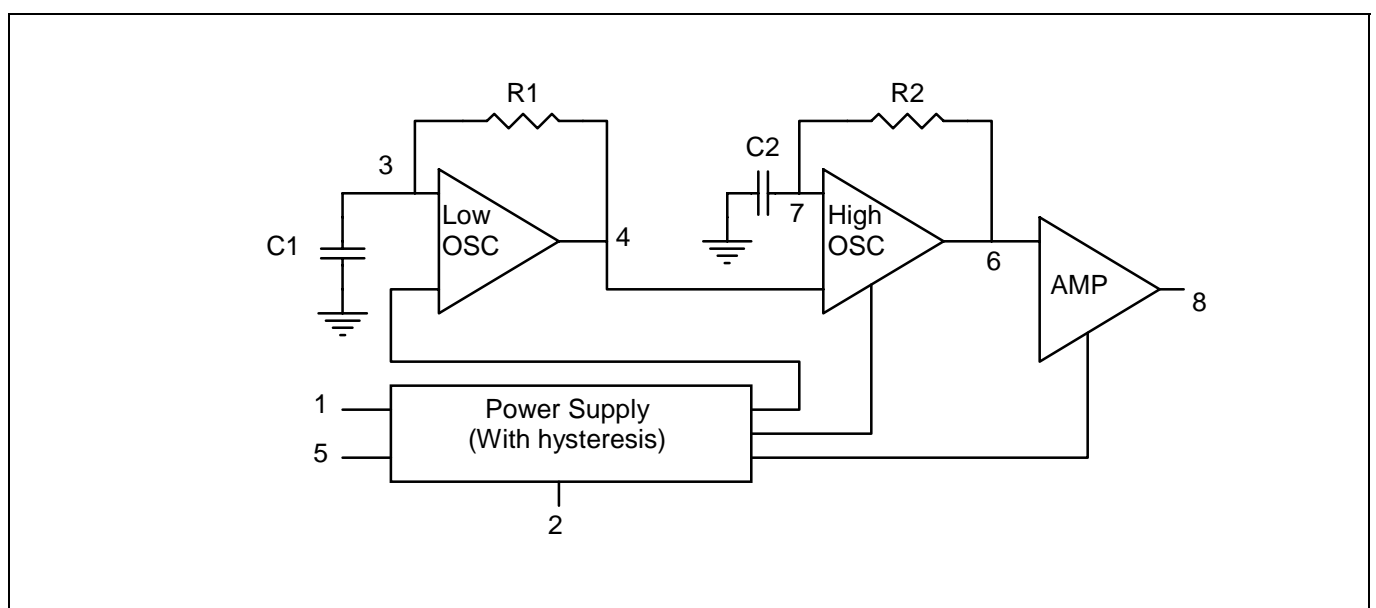 R1
R2
C2
3
Low
OSC
7
High
OSC
C1
4
6
AMP
8
1
Power Supply
(With hysteresis)
5
2